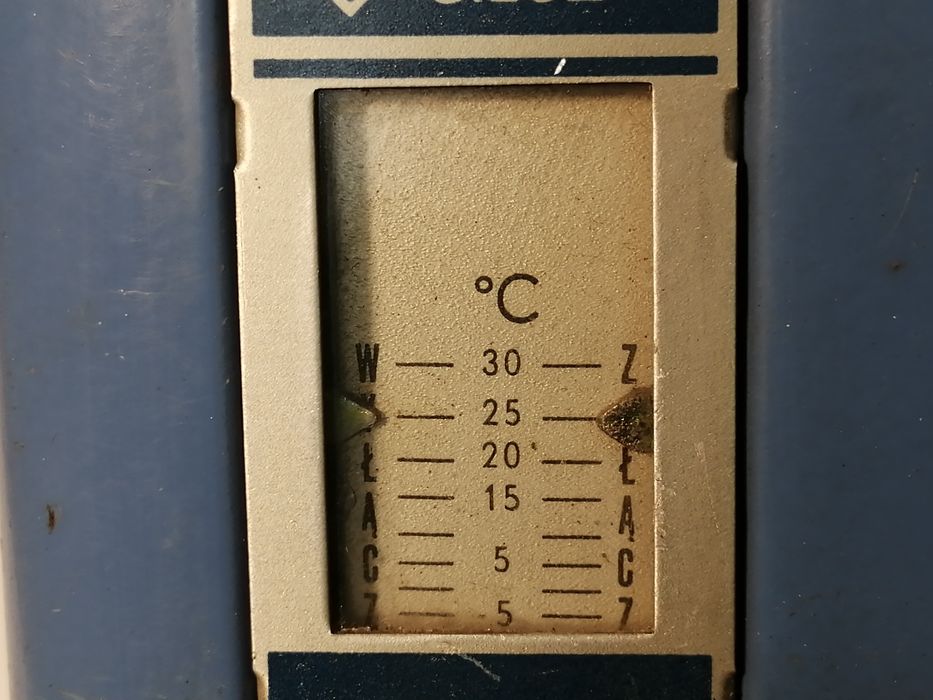 °C
W — 30 — Z
— 25 —
Ł — 20 — Ł
— 15 —
Ą — — Ą
C — 5 — C
— —
Z — 5 — Z